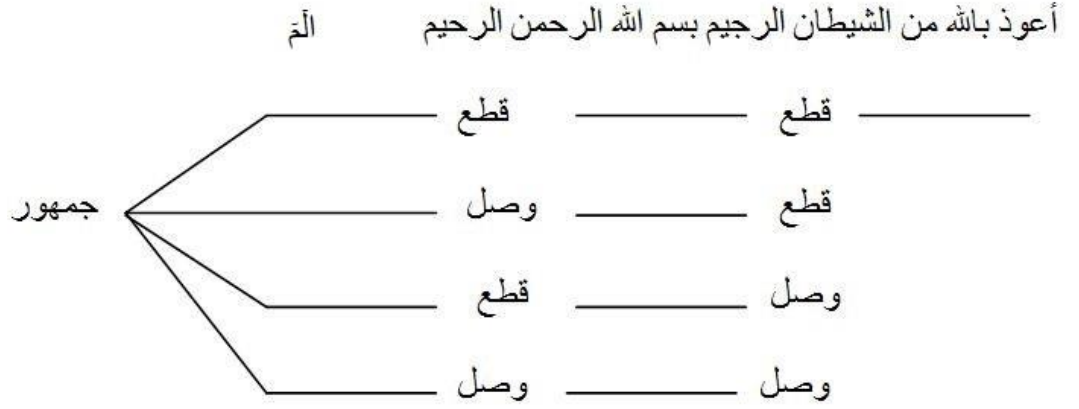 أعوذ بالله من الشيطان الرجيم بسم الله الرحمن الرحيم الٓمٓ
قطع قطع
قطع وصل
جمهور
وصل قطع
وصل وصل